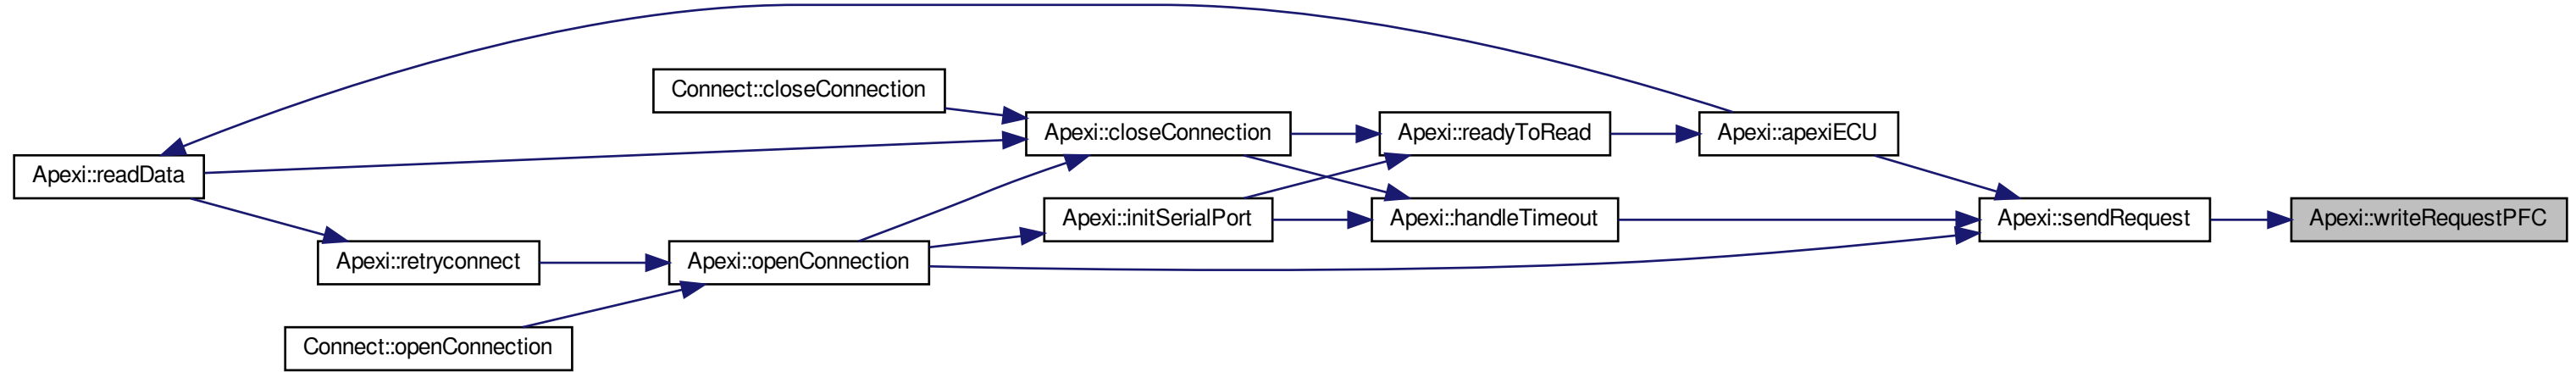 Connect::closeConnection
Apexi::closeConnection
Apexi::readyToRead
Apexi::apexiECU
Apexi::readData
Apexi::initSerialPort
Apexi::handleTimeout
Apexi::sendRequest
Apexi::writeRequestPFC
Apexi::retryconnect
Apexi::openConnection
Connect::openConnection